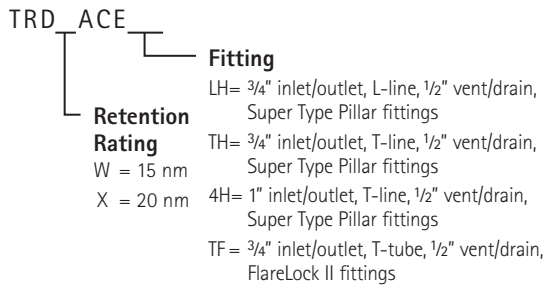 TRD_ACE__
Fitting
LH= 3/4" inlet/outlet, L-line, 1/2" vent/drain,
Super Type Pillar fittings
TH= 3/4" inlet/outlet, T-line, 1/2" vent/drain,
Super Type Pillar fittings
4H= 1" inlet/outlet, T-line, 1/2" vent/drain,
Super Type Pillar fittings
TF= 3/4" inlet/outlet, T-tube, 1/2" vent/drain,
FlareLock II fittings
Retention
Rating
W = 15 nm
X = 20 nm